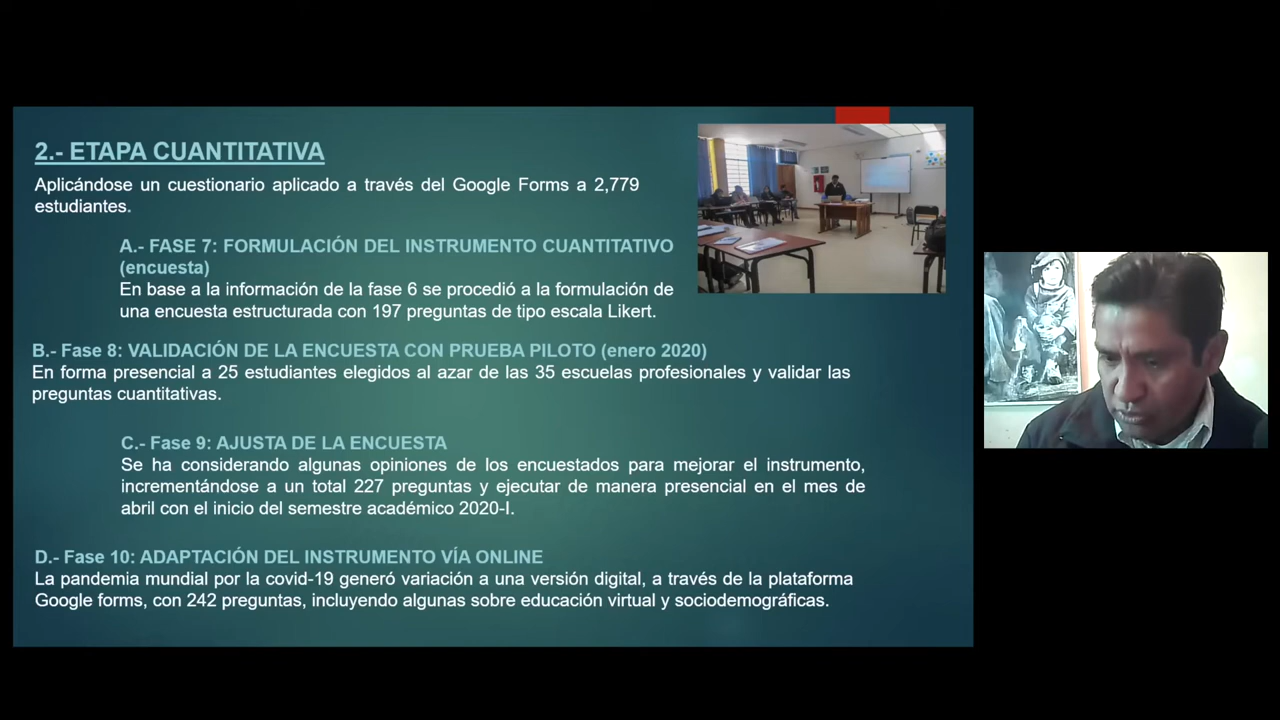 2.- ETAPA CUANTITATIVA
Aplicándose un cuestionario aplicado a través del Google Forms a 2,779
estudiantes.
A.- FASE 7: FORMULACIÓN DEL INSTRUMENTO CUANTITATIVO
(encuesta)
En base a la información de la fase 6 se procedió a la formulación de
una encuesta estructurada con 197 preguntas de tipo escala Likert.
B.- Fase 8: VALIDACIÓN DE LA ENCUESTA CON PRUEBA PILOTO (enero 2020)
En forma presencial a 25 estudiantes elegidos al azar de las 35 escuelas profesionales y validar las
preguntas cuantitativas.
C.- Fase 9: AJUSTA DE LA ENCUESTA
Se ha considerando algunas opiniones de los encuestados para mejorar el instrumento,
incrementándose a un total 227 preguntas y ejecutar de manera presencial en el mes de
abril con el inicio del semestre académico 2020-I.
D.- Fase 10: ADAPTACIÓN DEL INSTRUMENTO VÍA ONLINE
La pandemia mundial por la covid-19 generó variación a una versión digital, a través de la plataforma
Google forms, con 242 preguntas, incluyendo algunas sobre educación virtual y sociodemográficas.